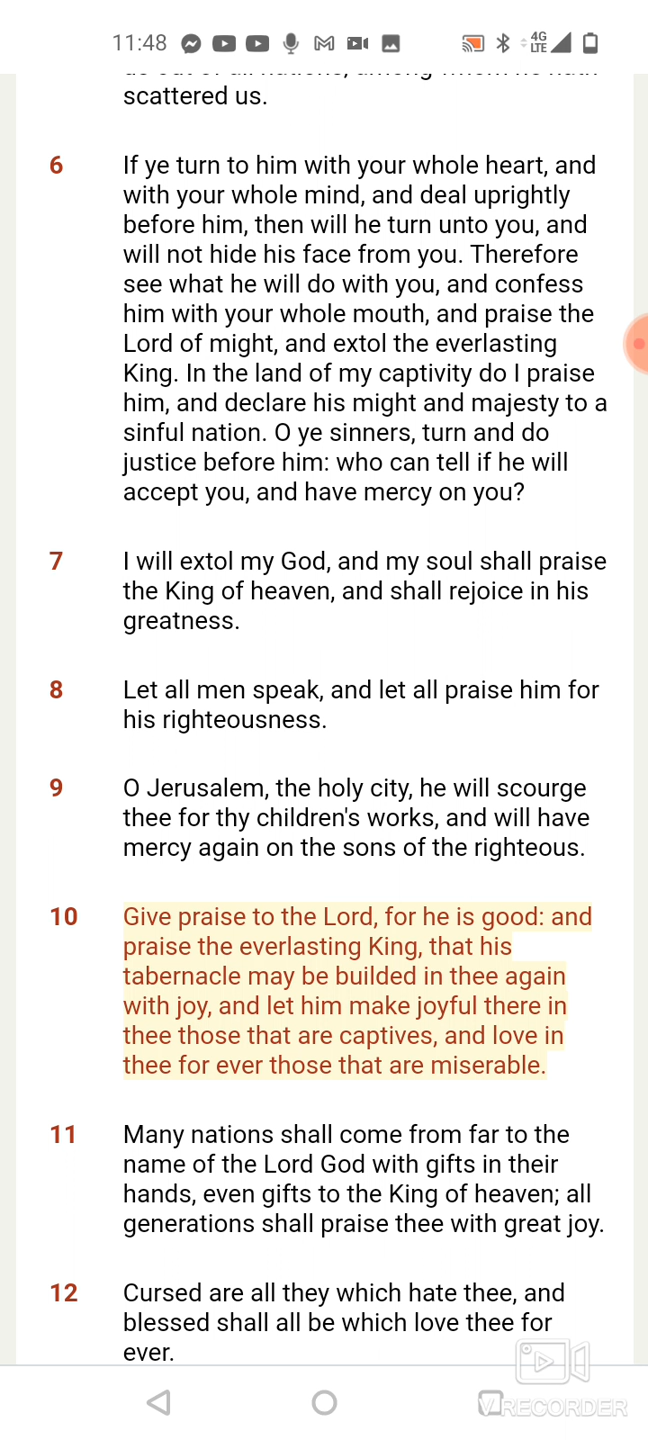 11:48
4G
LTE
scattered us.
6 If ye turn to him with your whole heart, and
with your whole mind, and deal uprightly
before him, then will he turn unto you, and
will not hide his face from you. Therefore
see what he will do with you, and confess
him with your whole mouth, and praise the
Lord of might, and extol the everlasting
King. In the land of my captivity do I praise
him, and declare his might and majesty to a
sinful nation. O ye sinners, turn and do
justice before him: who can tell if he will
accept you, and have mercy on you?
7 I will extol my God, and my soul shall praise
the King of heaven, and shall rejoice in his
greatness.
8 Let all men speak, and let all praise him for
his righteousness.
9 O Jerusalem, the holy city, he will scourge
thee for thy children's works, and will have
mercy again on the sons of the righteous.
10 Give praise to the Lord, for he is good: and
praise the everlasting King, that his
tabernacle may be builded in thee again
with joy, and let him make joyful there in
thee those that are captives, and love in
thee for ever those that are miserable.
11 Many nations shall come from far to the
name of the Lord God with gifts in their
hands, even gifts to the King of heaven; all
generations shall praise thee with great joy.
12 Cursed are all they which hate thee, and
blessed shall all be which love thee for
ever.
V RECORDER